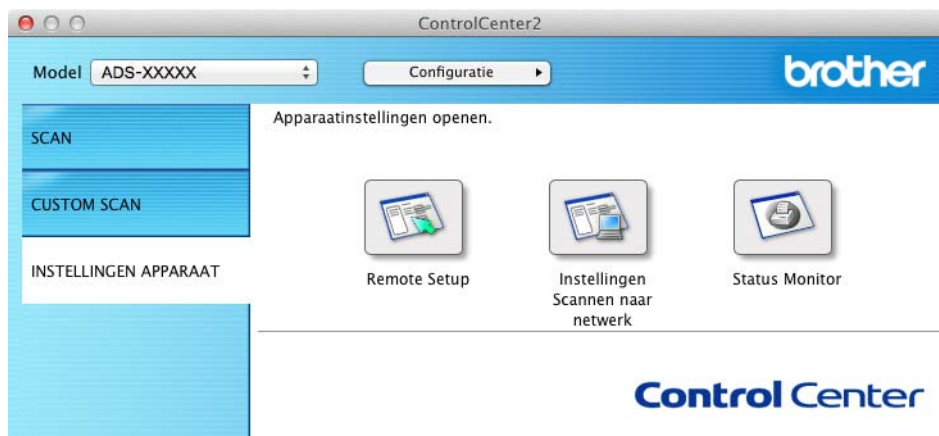 ControlCenter2
Model ADS-XXXXX Configuratie
brother
SCAN
CUSTOM SCAN
INSTELLINGEN APPARAAT
Apparaatinstellingen openen.
Remote Setup
Instellingen
Scannen naar
netwerk
Status Monitor
Control Center